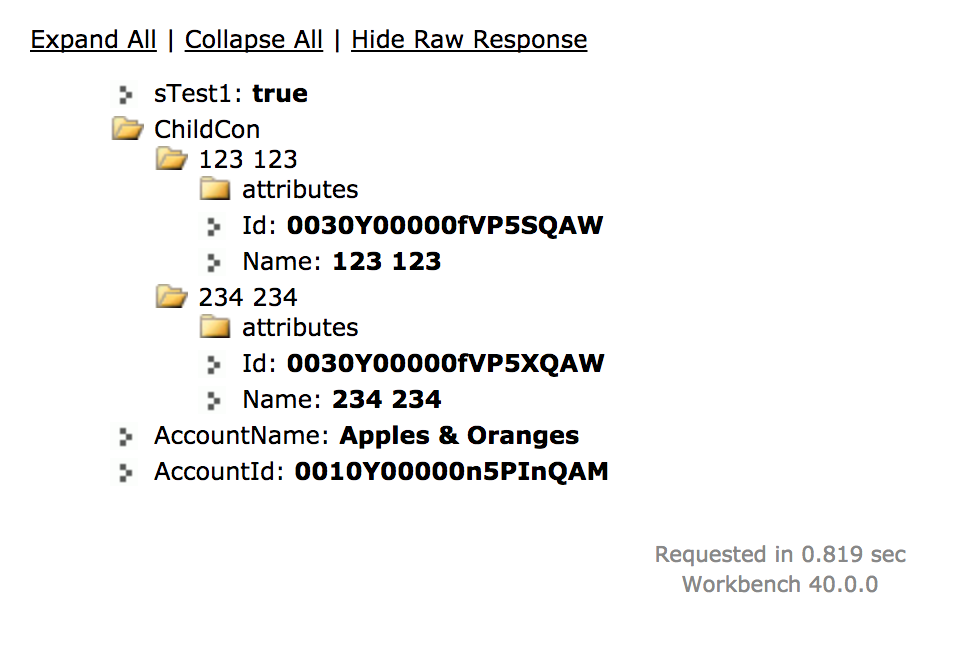 Expand All | Collapse All | Hide Raw Response
sTest1: true
ChildCon
123 123
attributes
Id: 0030Y00000fVP5SQAW
Name: 123 123
234 234
attributes
Id: 0030Y00000fVP5XQAW
Name: 234 234
AccountName: Apples & Oranges
AccountId: 0010Y00000n5PInQAM
Requested in 0.819 sec
Workbench 40.0.0